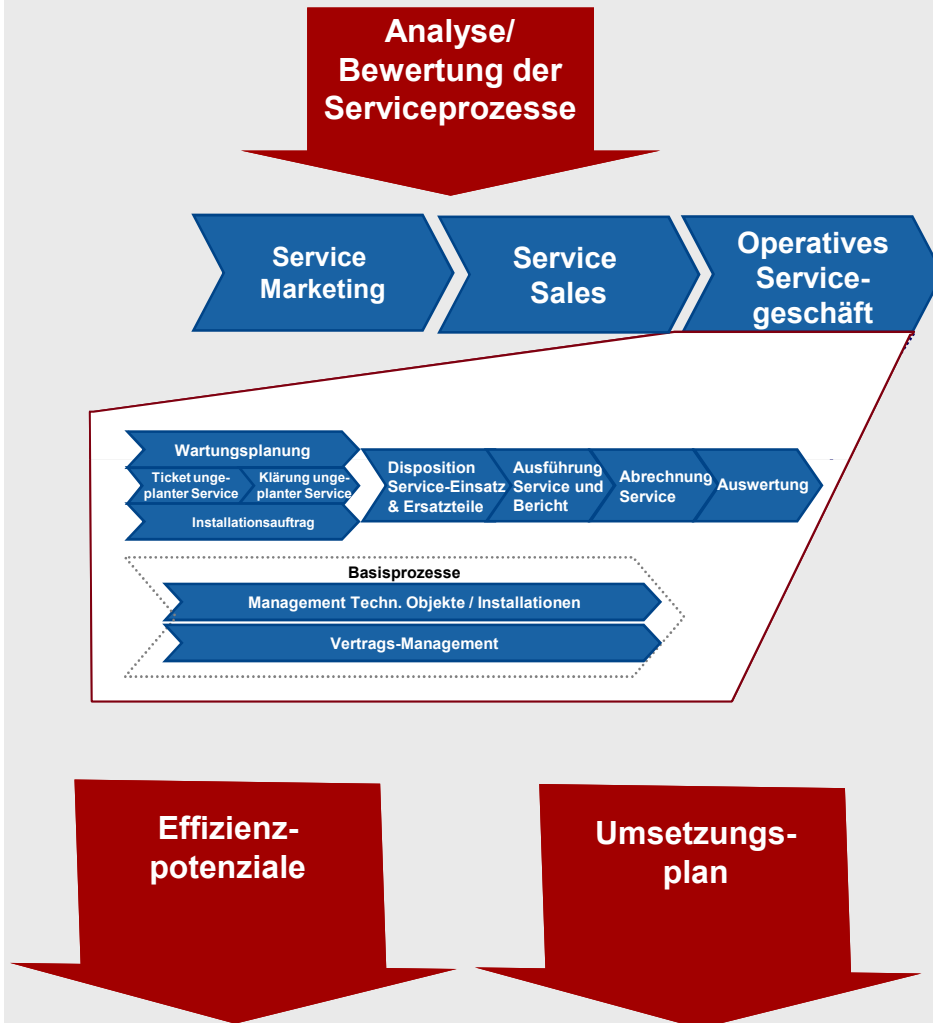 Analyse/
Bewertung der
Serviceprozesse
Service
Marketing
Service
Sales
Operatives
Service-
geschäft
Wartungsplanung
Ticket unge-
planter Service
Klärung unge-
planter Service
Installationsauftrag
Disposition
Service-Einsatz
& Ersatzteile
Ausführung
Service und
Bericht
Abrechnung
Service
Auswertung
Basisprozesse
Management Techn. Objekte / Installationen
Vertrags-Management
Effizienz-
potenziale
Umsetzungs-
plan